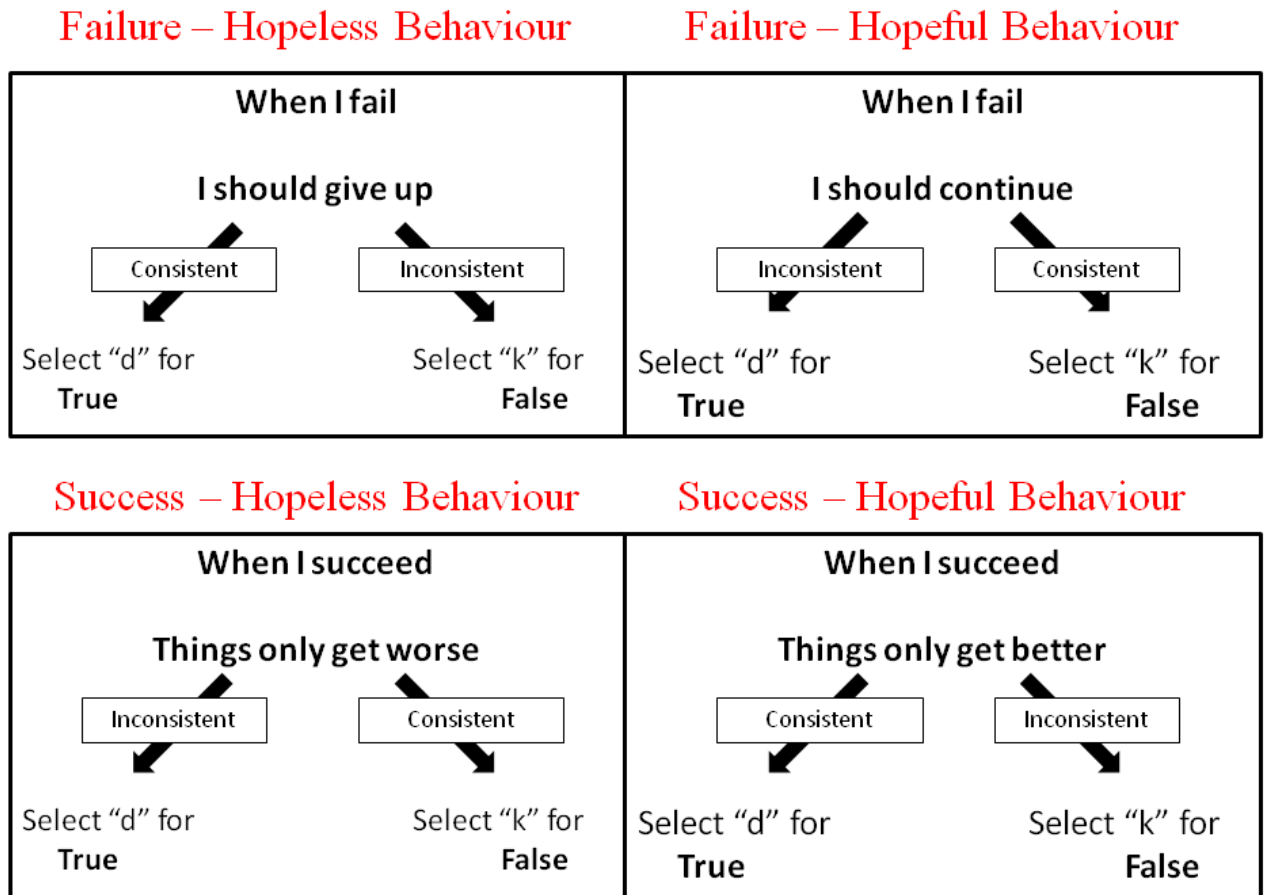 Failure – Hopeless Behaviour
Failure – Hopeful Behaviour
When I fail
I should give up
Consistent
Inconsistent
Select “d” for
True
Select “k” for
False
When I fail
I should continue
Inconsistent
Consistent
Select “d” for
True
Select “k” for
False
Success – Hopeless Behaviour
Success – Hopeful Behaviour
When I succeed
Things only get worse
Inconsistent
Consistent
Select “d” for
True
Select “k” for
False
When I succeed
Things only get better
Consistent
Inconsistent
Select “d” for
True
Select “k” for
False